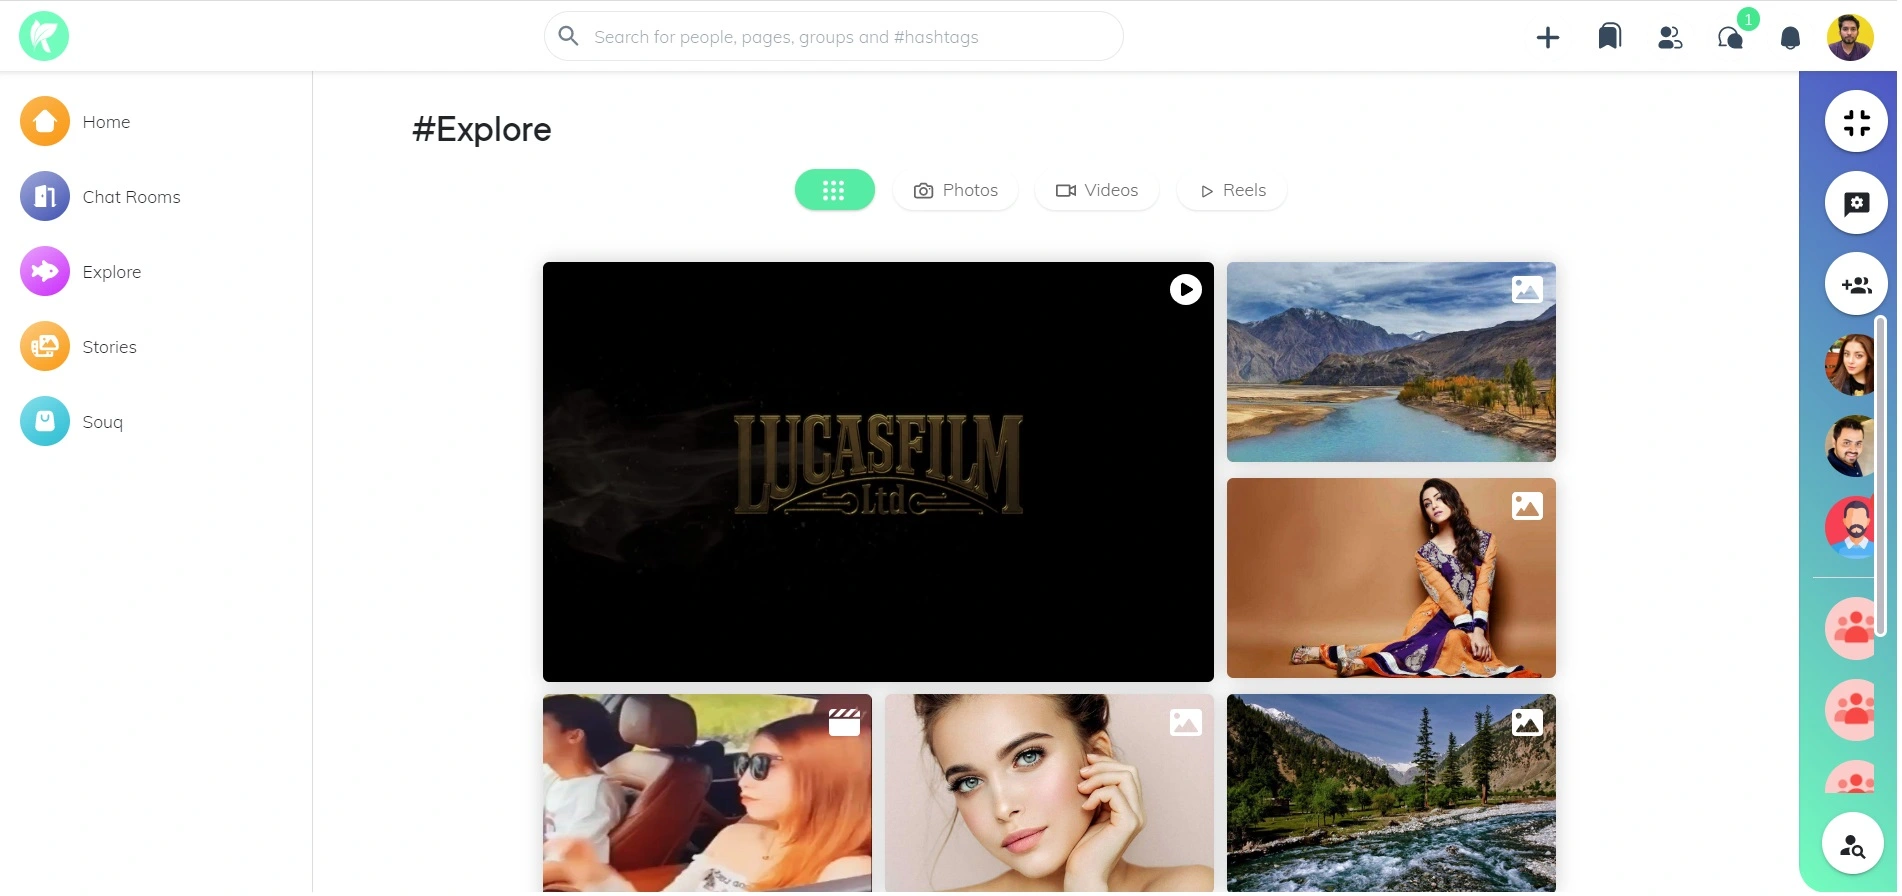 Search for people, pages, groups and #hashtags
1
Home
Chat Rooms
Explore
Stories
Souq
#Explore
Photos
Videos
Reels
LUCASFILM
Ltd